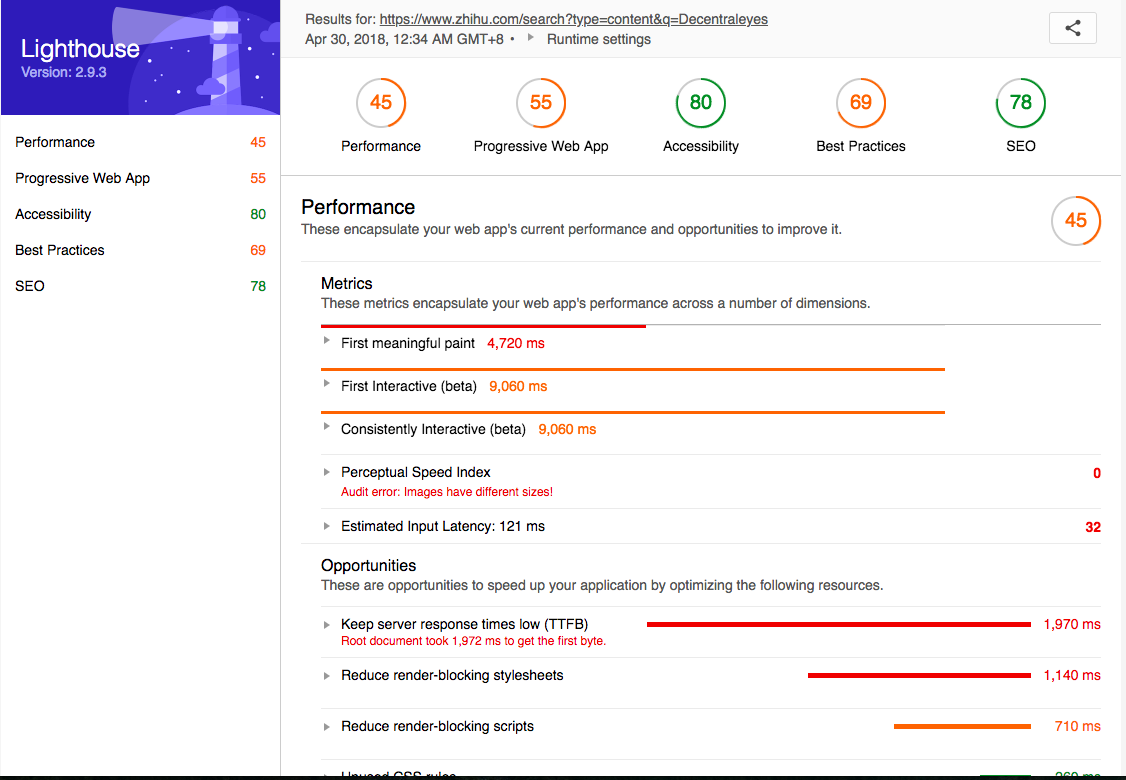 Lighthouse
Version: 2.9.3
Performance 45
Progressive Web App 55
Accessibility 80
Best Practices 69
SEO 78
Results for: https://www.zhihu.com/search?type=content&q=Decentraleyes
Apr 30, 2018, 12:34 AM GMT+8 • Runtime settings
45 55 80 69 78
Performance Progressive Web App Accessibility Best Practices SEO
Performance
These encapsulate your web app's current performance and opportunities to improve it.
45
Metrics
These metrics encapsulate your web app's performance across a number of dimensions.
First meaningful paint 4,720 ms
First Interactive (beta) 9,060 ms
Consistently Interactive (beta) 9,060 ms
Perceptual Speed Index 0
Audit error: Images have different sizes!
Estimated Input Latency: 121 ms 32
Opportunities
These are opportunities to speed up your application by optimizing the following resources.
Keep server response times low (TTFB) 1,970 ms
Root document took 1,972 ms to get the first byte.
Reduce render-blocking stylesheets 1,140 ms
Reduce render-blocking scripts 710 ms
Unused CSS rules